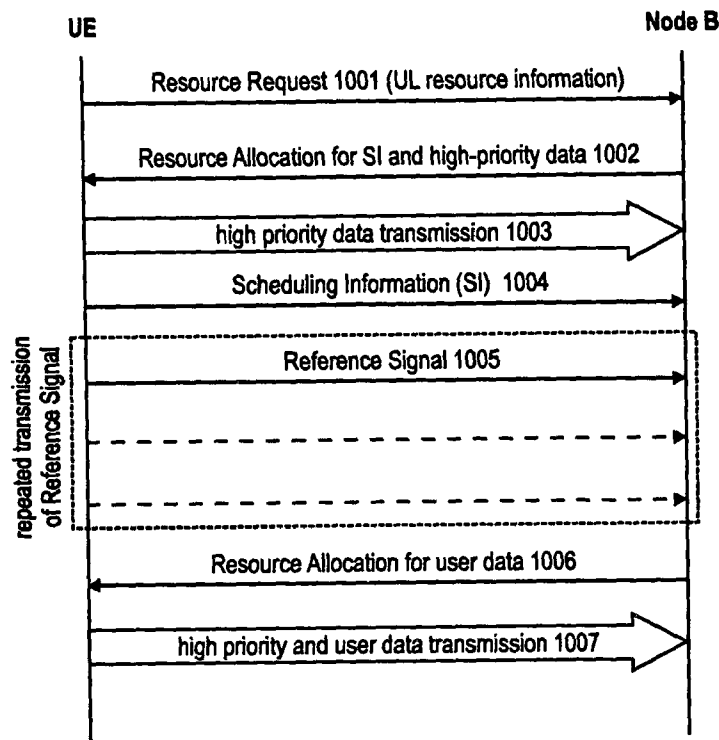 UE
Node B
Resource Request 1001 (UL resource information)
Resource Allocation for SI and high-priority data 1002
high priority data transmission 1003
Scheduling Information (SI) 1004
repeated transmission
of Reference Signal
Reference Signal 1005
Resource Allocation for user data 1006
high priority and user data transmission 1007